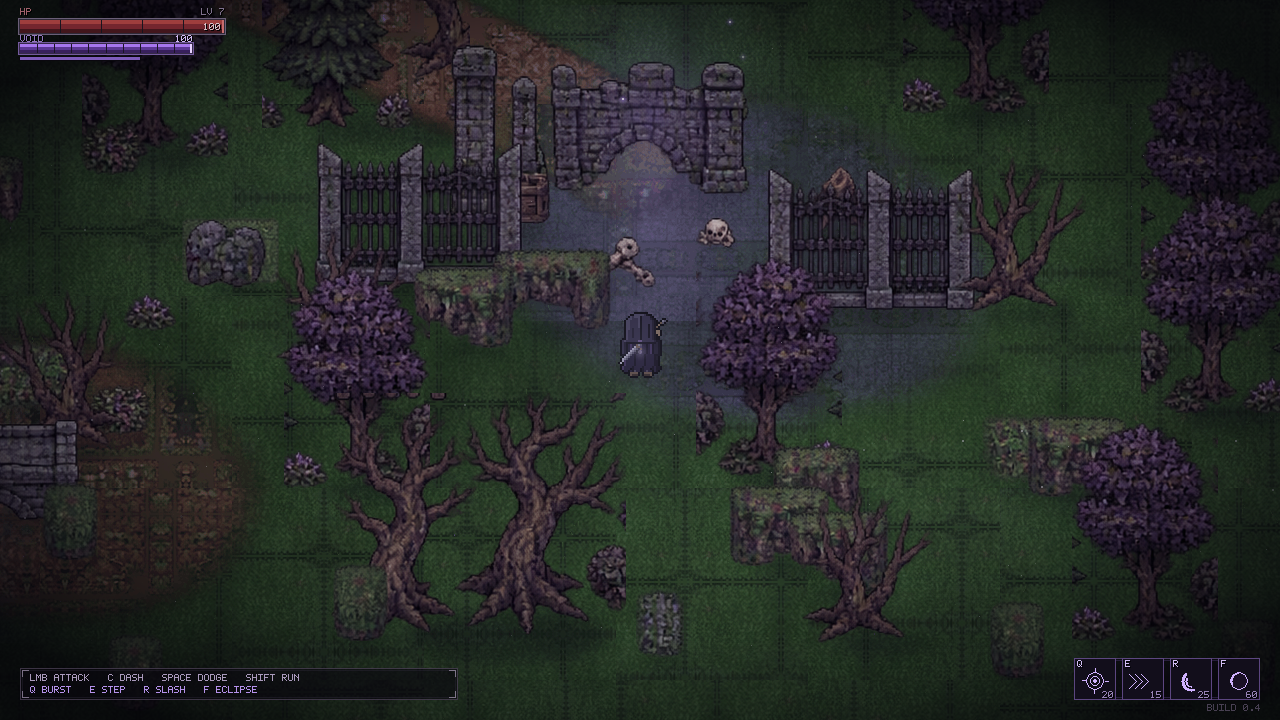 HP LV 7
100
VOID 100
LMB ATTACK C DASH SPACE DODGE SHIFT RUN
Q BURST E STEP R SLASH F ECLIPSE
Q E R F
20 15 25 60
BUILD 0.4